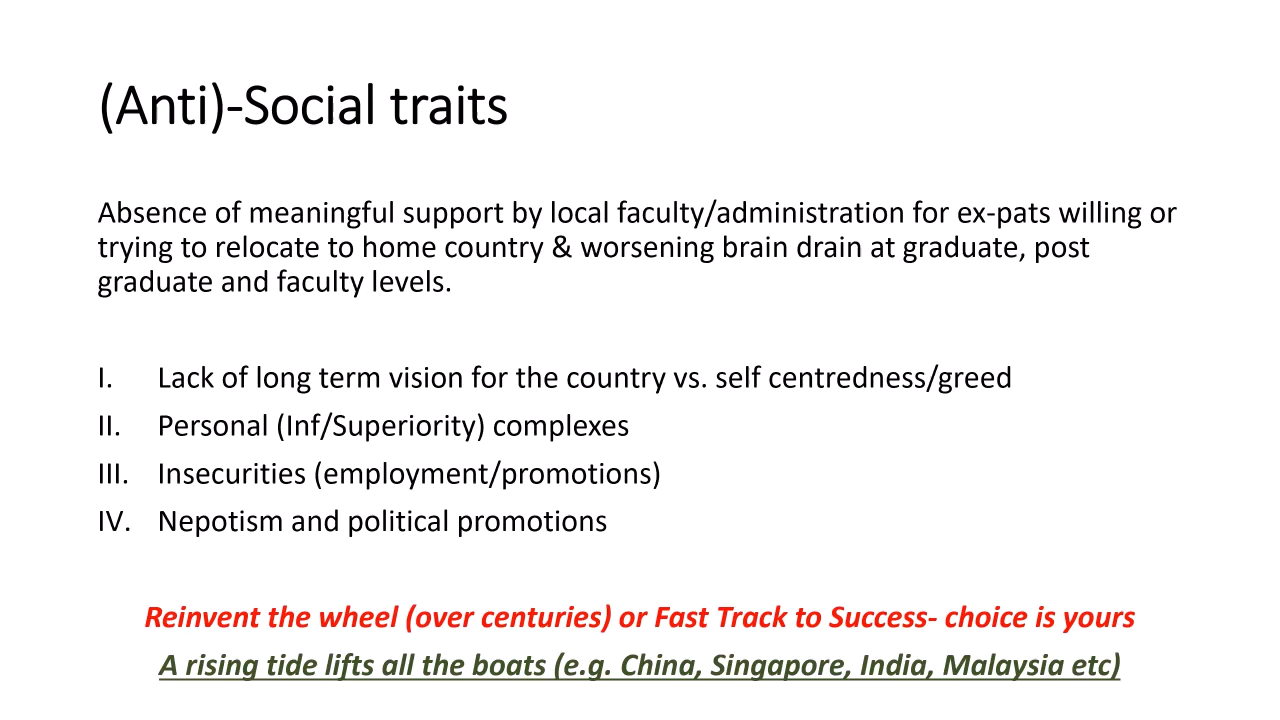 (Anti)-Social traits
Absence of meaningful support by local faculty/administration for ex-pats willing or
trying to relocate to home country & worsening brain drain at graduate, post
graduate and faculty levels.
I. Lack of long term vision for the country vs. self centredness/greed
II. Personal (Inf/Superiority) complexes
III. Insecurities (employment/promotions)
IV. Nepotism and political promotions
Reinvent the wheel (over centuries) or Fast Track to Success- choice is yours
A rising tide lifts all the boats (e.g. China, Singapore, India, Malaysia etc)